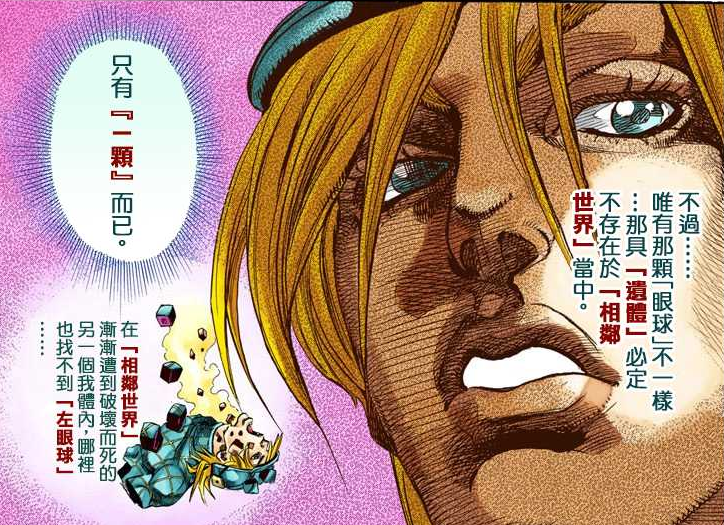 不過……
唯有那顆「眼球」不一樣
…那具『遺體』必定
不存在於『相鄰
世界』當中。
只有『一顆』而已。
在『相鄰世界』
漸漸遭到破壞而死的
另一個我體內，哪裡
也找不到『左眼球』
……